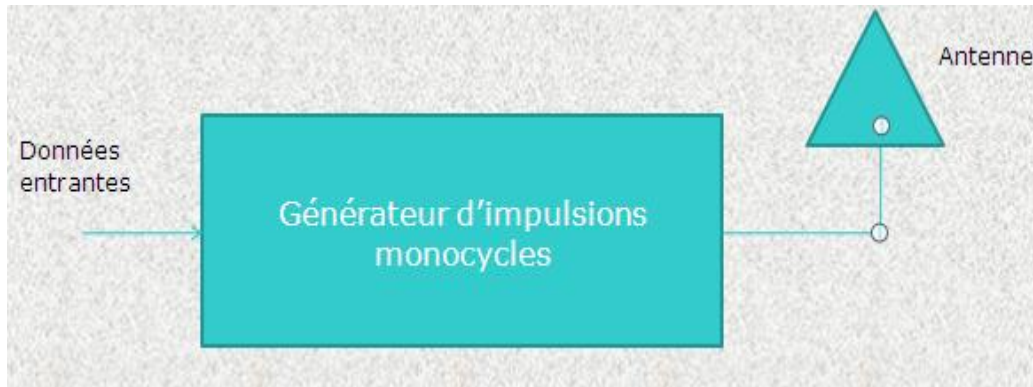 Antenne
Données
entrantes
Générateur d'impulsions
monocycles